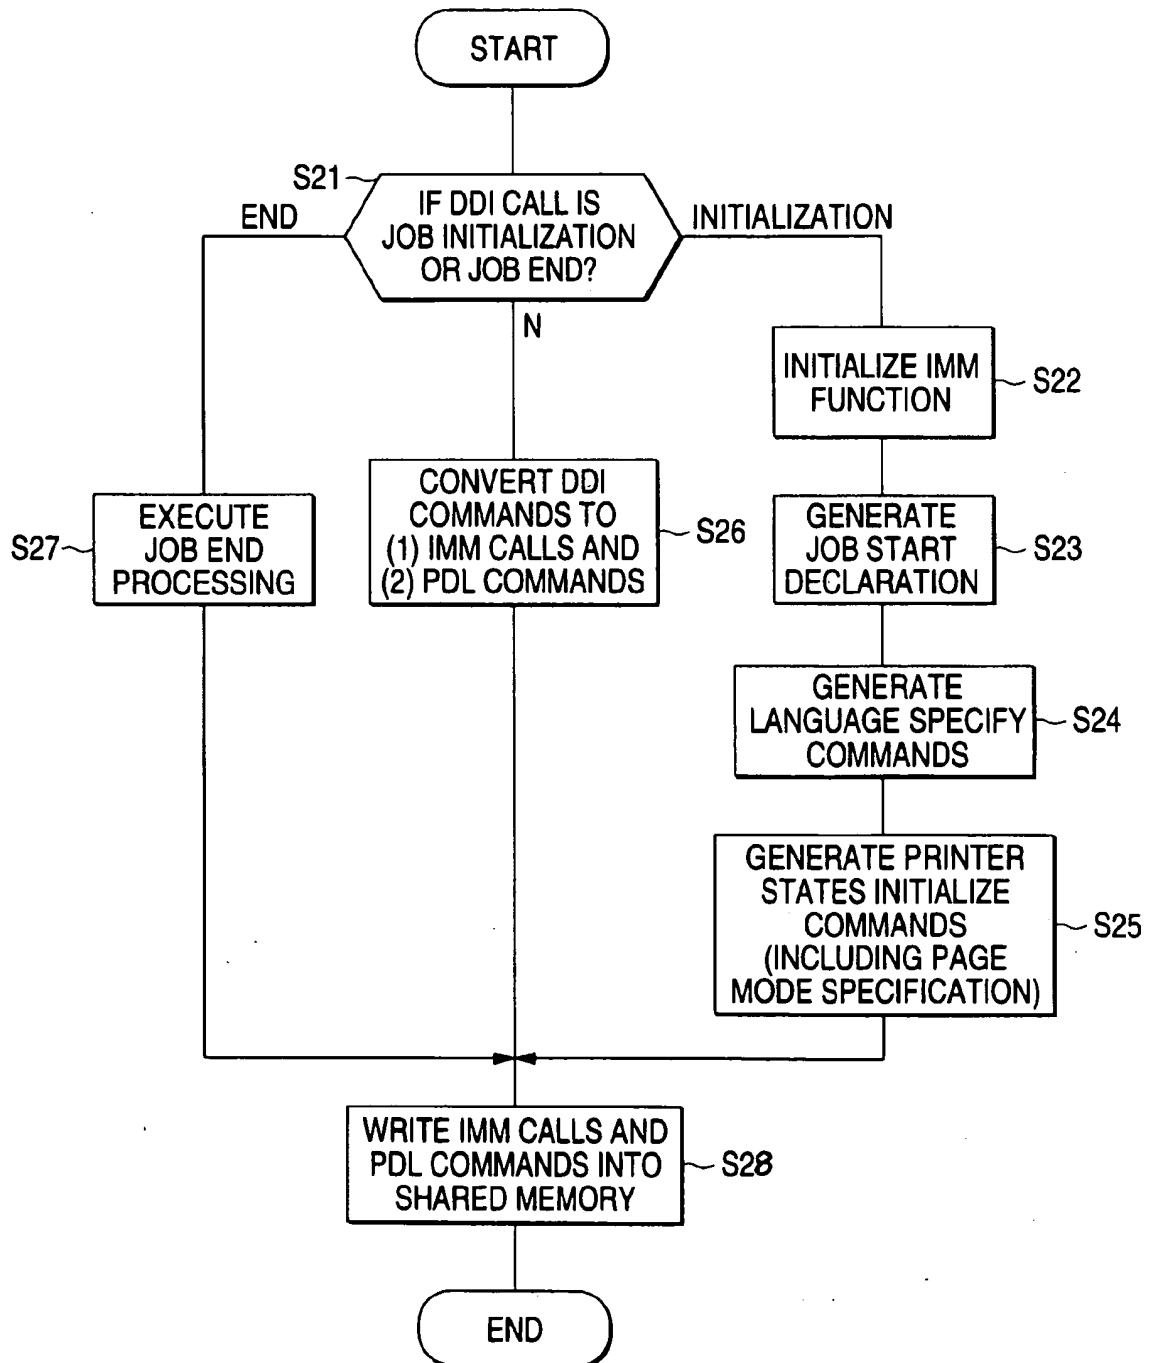 START
S21
IF DDI CALL IS
JOB INITIALIZATION
OR JOB END?
END
INITIALIZATION
N
INITIALIZE IMM
FUNCTION
S22
CONVERT DDI
COMMANDS TO
(1) IMM CALLS AND
(2) PDL COMMANDS
S26
EXECUTE
JOB END
PROCESSING
S27
GENERATE
JOB START
DECLARATION
S23
GENERATE
LANGUAGE SPECIFY
COMMANDS
S24
GENERATE PRINTER
STATES INITIALIZE
COMMANDS
(INCLUDING PAGE
MODE SPECIFICATION)
S25
WRITE IMM CALLS AND
PDL COMMANDS INTO
SHARED MEMORY
S28
END